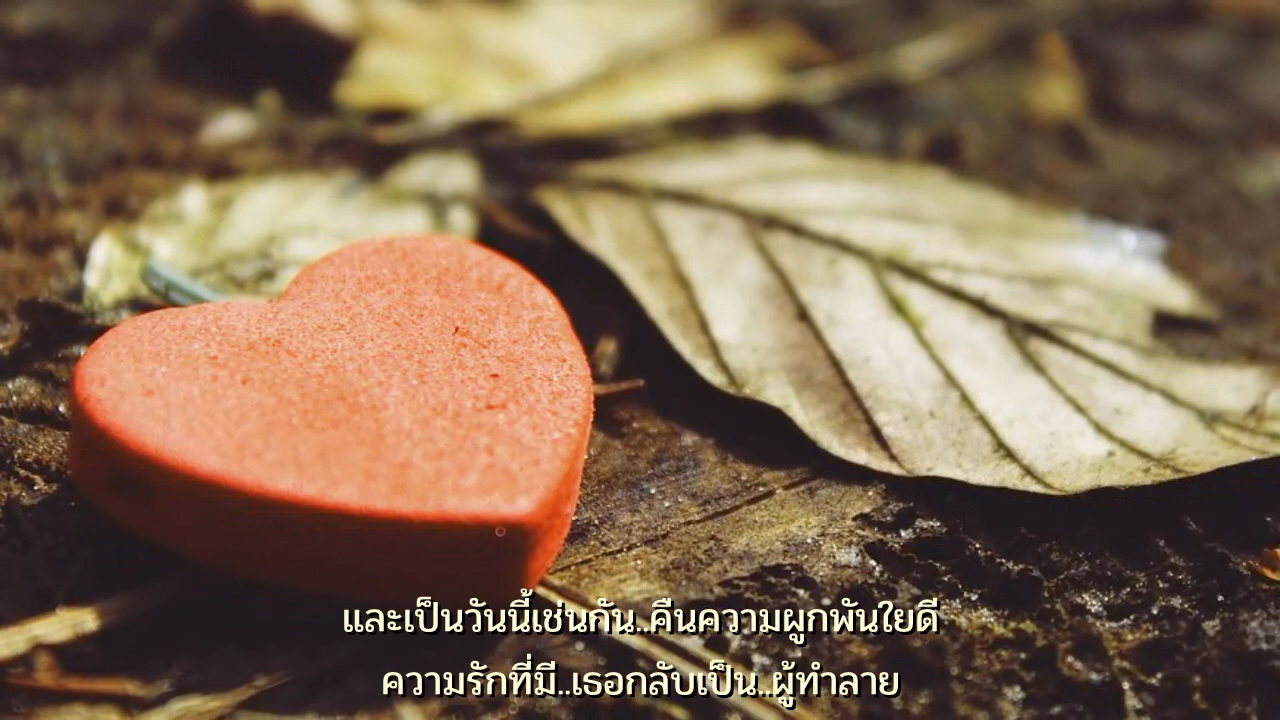 และเป็นวันนี้เช่นกัน..คืนความผูกพันใยดี
ความรักที่มี..เธอกลับเป็น..ผู้ทำลาย